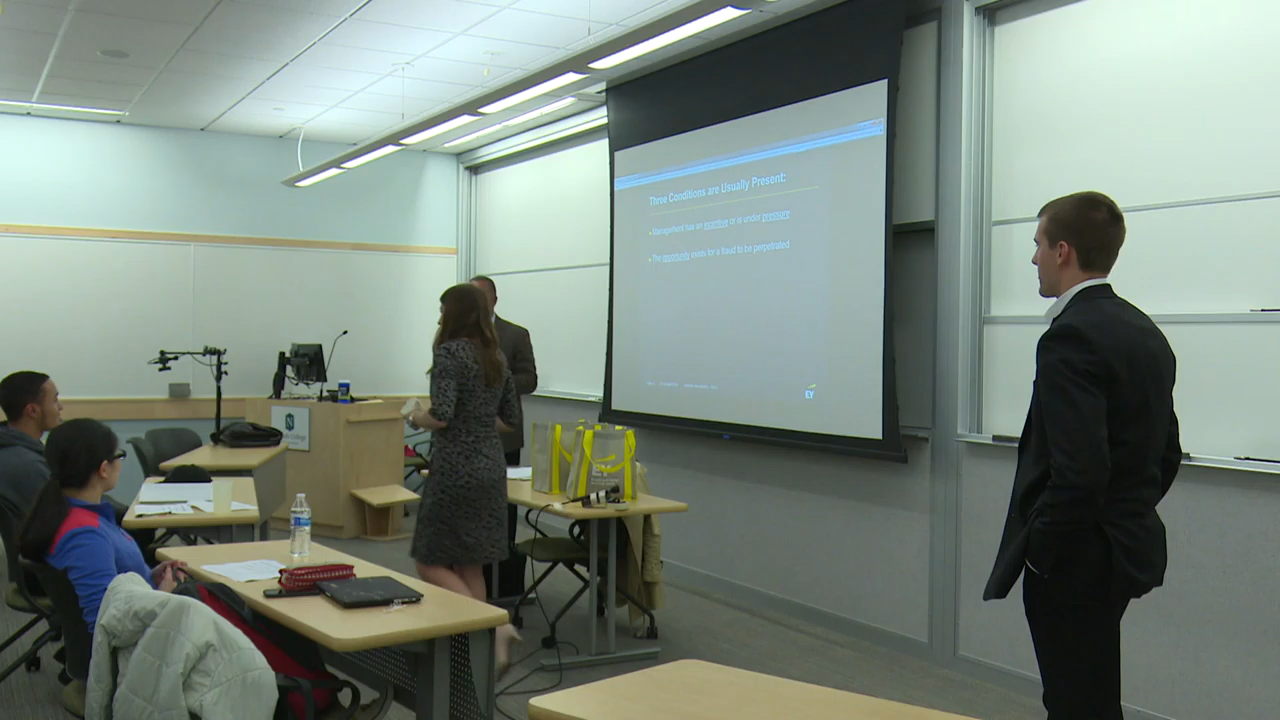 Three Conditions are Usually Present:
Management has an incentive or is under pressure
The opportunity exists for a fraud to be perpetrated
EY